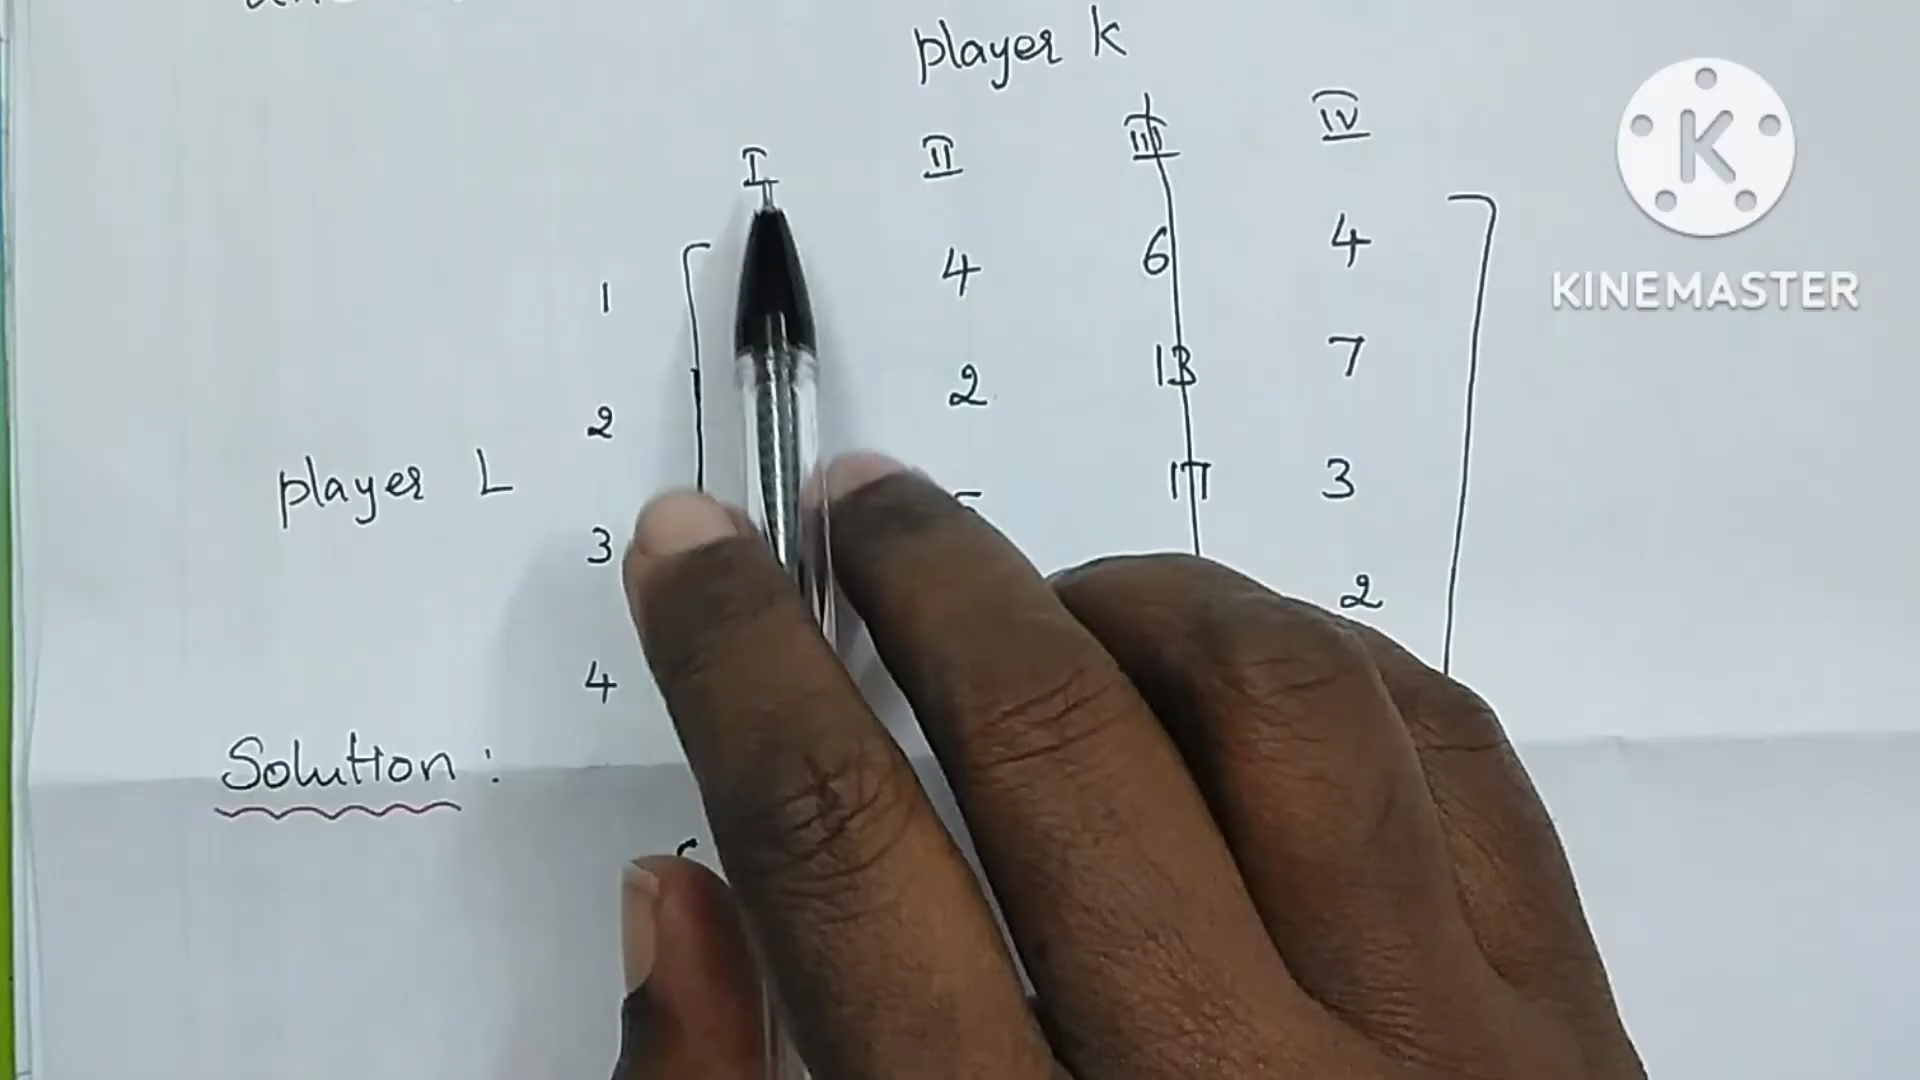 player K
I II III IV
1 4 6 4
2 2 13 7
player L
3 17 3
2
4
Solution :
K
KINEMASTER